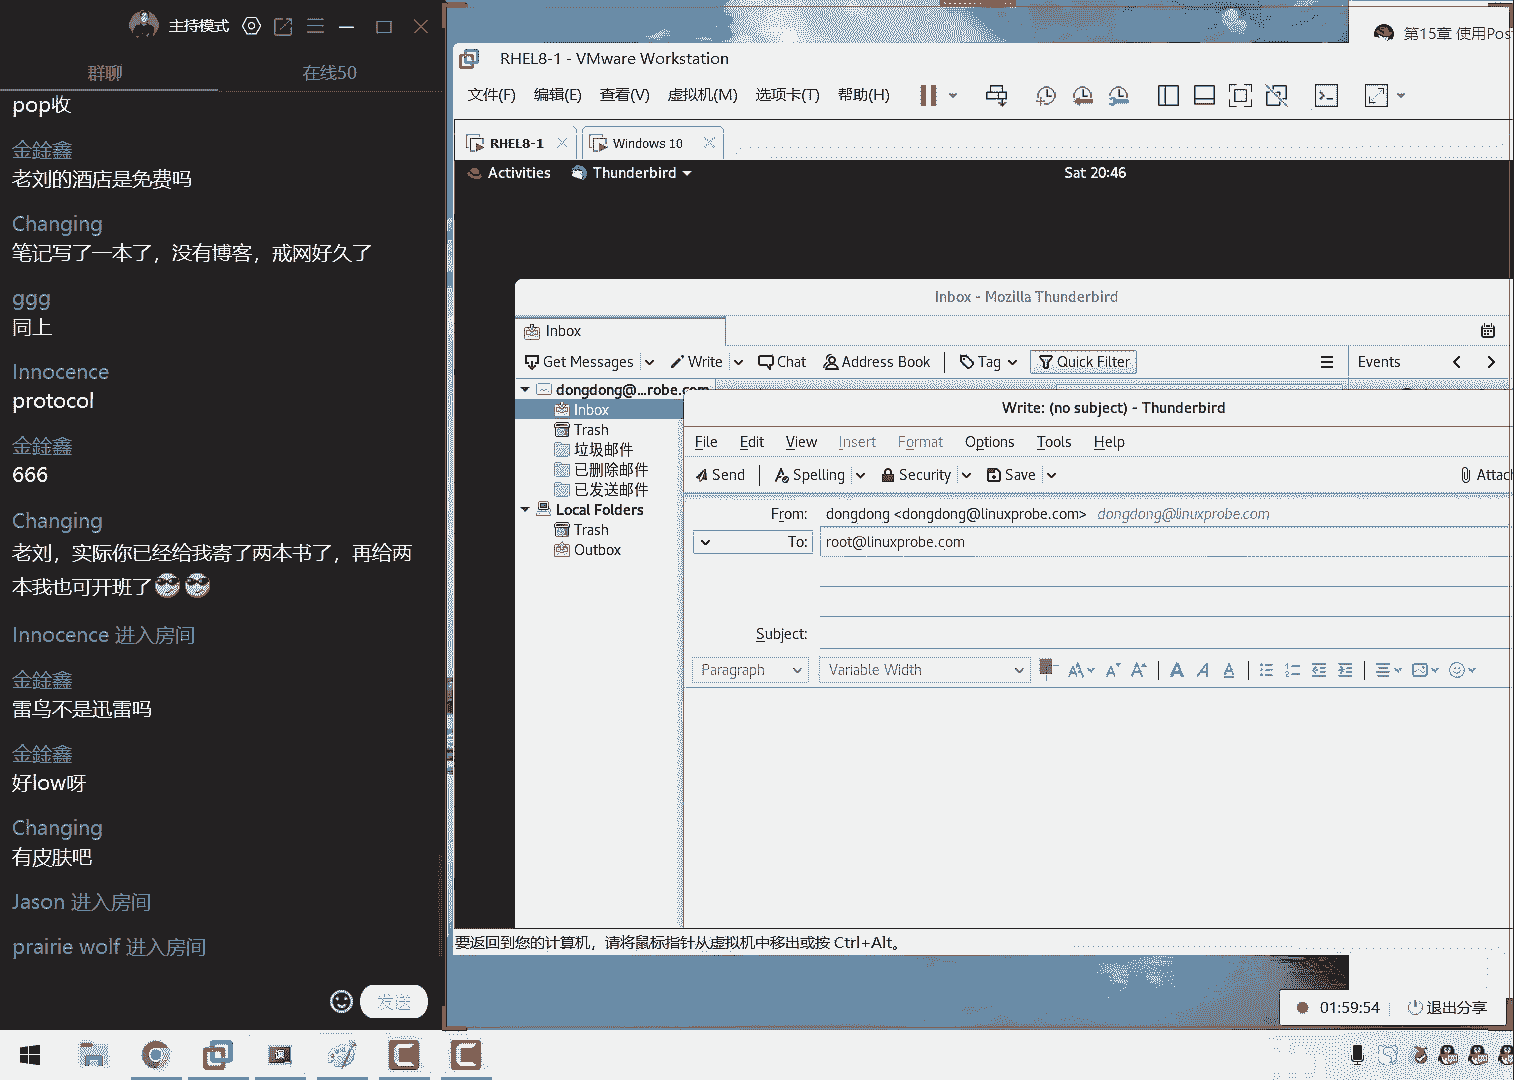 主持模式
群聊
在线50
pop收
金銓鑫
老刘的酒店是免费吗
Changing
笔记写了一本了，没有博客，戒网好久了
ggg
同上
Innocence
protocol
金銓鑫
666
Changing
老刘，实际你已经给我寄了两本书了，再给两
本我也可开班了
Innocence 进入房间
金銓鑫
雷鸟不是迅雷吗
金銓鑫
好low呀
Changing
有皮肤吧
Jason 进入房间
prairie wolf 进入房间
发送
第15章 使用Pos
RHEL8-1 - VMware Workstation
文件(F) 编辑(E) 查看(V) 虚拟机(M) 选项卡(T) 帮助(H)
RHEL8-1
Windows 10
Activities
Thunderbird
Sat 20:46
Inbox - Mozilla Thunderbird
Inbox
Get Messages
Write
Chat
Address Book
Tag
Quick Filter
Events
dongdong@...robe.com
Inbox
Trash
垃圾邮件
已删除邮件
已发送邮件
Local Folders
Trash
Outbox
Write: (no subject) - Thunderbird
File Edit View Insert Format Options Tools Help
Send
Spelling
Security
Save
Attac
From: dongdong <dongdong@linuxprobe.com> dongdong@linuxprobe.com
To: root@linuxprobe.com
Subject:
Paragraph
Variable Width
要返回到您的计算机，请将鼠标指针从虚拟机中移出或按 Ctrl+Alt。
01:59:54
退出分享